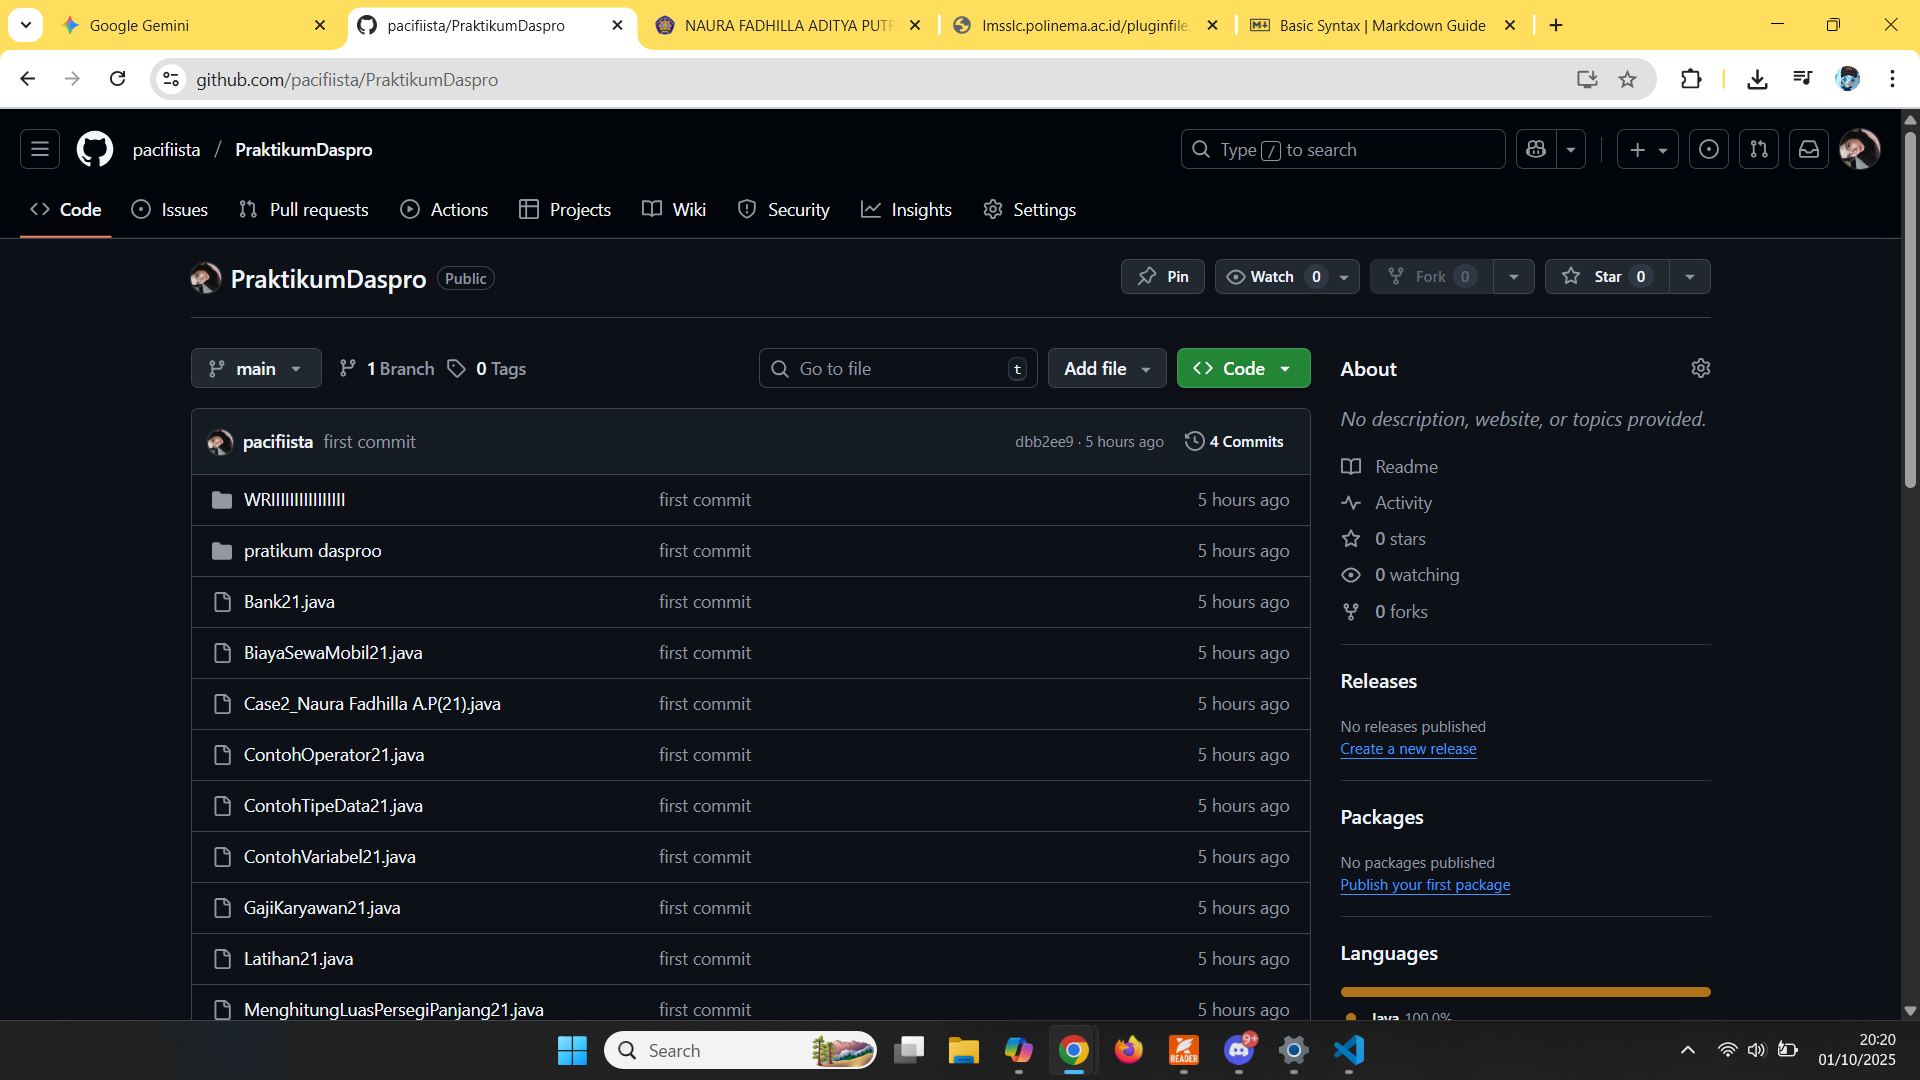 Google Gemini
pacifiista/PraktikumDaspro
NAURA FADHILLA ADITYA PUTR
lmsslc.polinema.ac.id/pluginfile
Basic Syntax | Markdown Guide
github.com/pacifiista/PraktikumDaspro
pacifiista / PraktikumDaspro
Type / to search
Code
Issues
Pull requests
Actions
Projects
Wiki
Security
Insights
Settings
PraktikumDaspro
Public
Pin
Watch 0
Fork 0
Star 0
main
1 Branch
0 Tags
Go to file
t
Add file
Code
pacifiista first commit
dbb2ee9 · 5 hours ago
4 Commits
WRIIIIIIIIIIIIIIII first commit 5 hours ago
pratikum dasproo first commit 5 hours ago
Bank21.java first commit 5 hours ago
BiayaSewaMobil21.java first commit 5 hours ago
Case2_Naura Fadhilla A.P(21).java first commit 5 hours ago
ContohOperator21.java first commit 5 hours ago
ContohTipeData21.java first commit 5 hours ago
ContohVariabel21.java first commit 5 hours ago
GajiKaryawan21.java first commit 5 hours ago
Latihan21.java first commit 5 hours ago
MenghitungLuasPersegiPanjang21.java first commit 5 hours ago
About
No description, website, or topics provided.
Readme
Activity
0 stars
0 watching
0 forks
Releases
No releases published
Create a new release
Packages
No packages published
Publish your first package
Languages
Java 100.0%
Search
READER
9+
20:20
01/10/2025